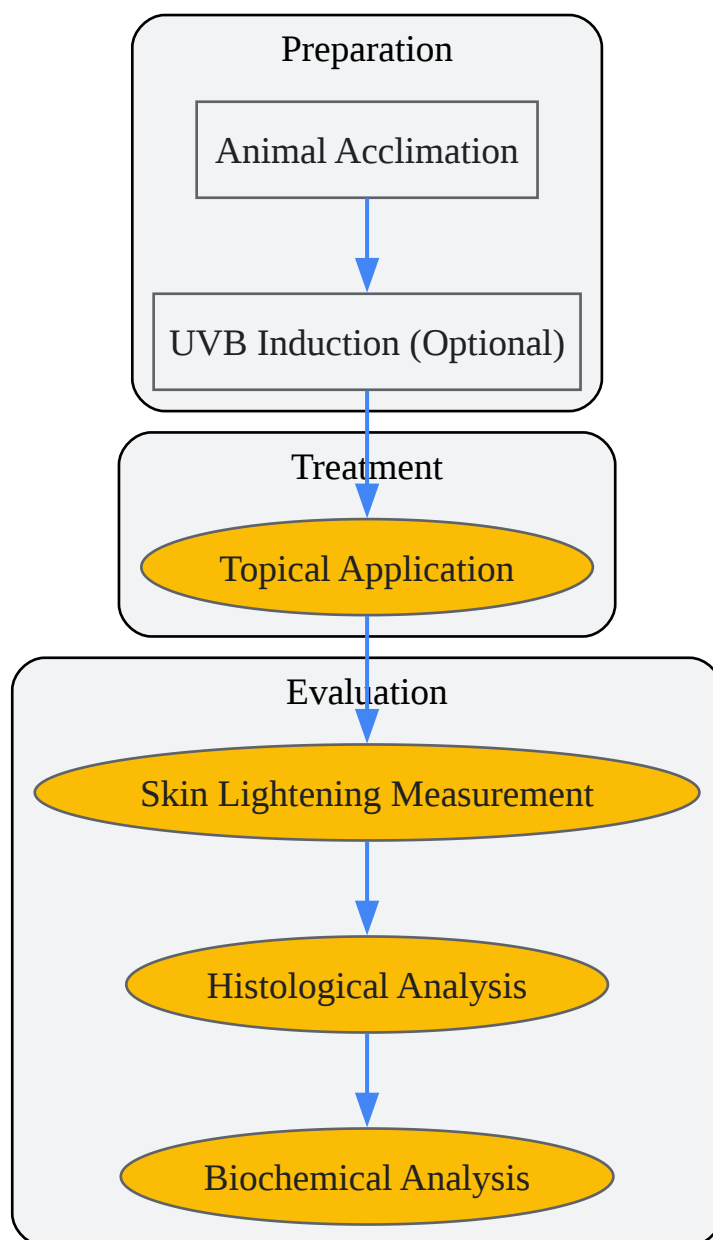 Preparation
Animal Acclimation
UVB Induction (Optional)
Treatment
Topical Application
Evaluation
Skin Lightening Measurement
Histological Analysis
Biochemical Analysis